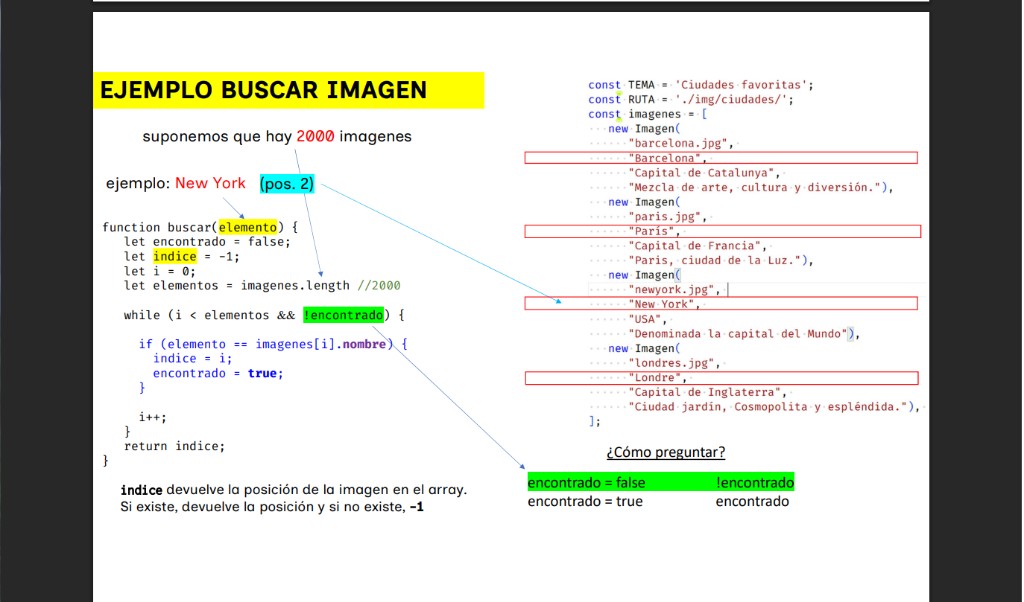 EJEMPLO BUSCAR IMAGEN
suponemos que hay 2000 imagenes
ejemplo: New York (pos. 2)
function buscar(elemento) {
let encontrado = false;
let indice = -1;
let i = 0;
let elementos = imagenes.length //2000
while (i < elementos && !encontrado) {
if (elemento == imagenes[i].nombre) {
indice = i;
encontrado = true;
}
i++;
}
return indice;
}
indice devuelve la posición de la imagen en el array.
Si existe, devuelve la posición y si no existe, -1
const TEMA = 'Ciudades favoritas';
const RUTA = './img/ciudades/';
const imagenes = [
new Imagen(
"barcelona.jpg",
"Barcelona",
"Capital de Catalunya",
"Mezcla de arte, cultura y diversión."),
new Imagen(
"paris.jpg",
"París",
"Capital de Francia",
"Paris, ciudad de la Luz."),
new Imagen(
"newyork.jpg",
"New York",
"USA",
"Denominada la capital del Mundo"),
new Imagen(
"londres.jpg",
"Londre",
"Capital de Inglaterra",
"Ciudad jardín, Cosmopolita y espléndida."),
];
¿Cómo preguntar?
encontrado = false !encontrado
encontrado = true encontrado